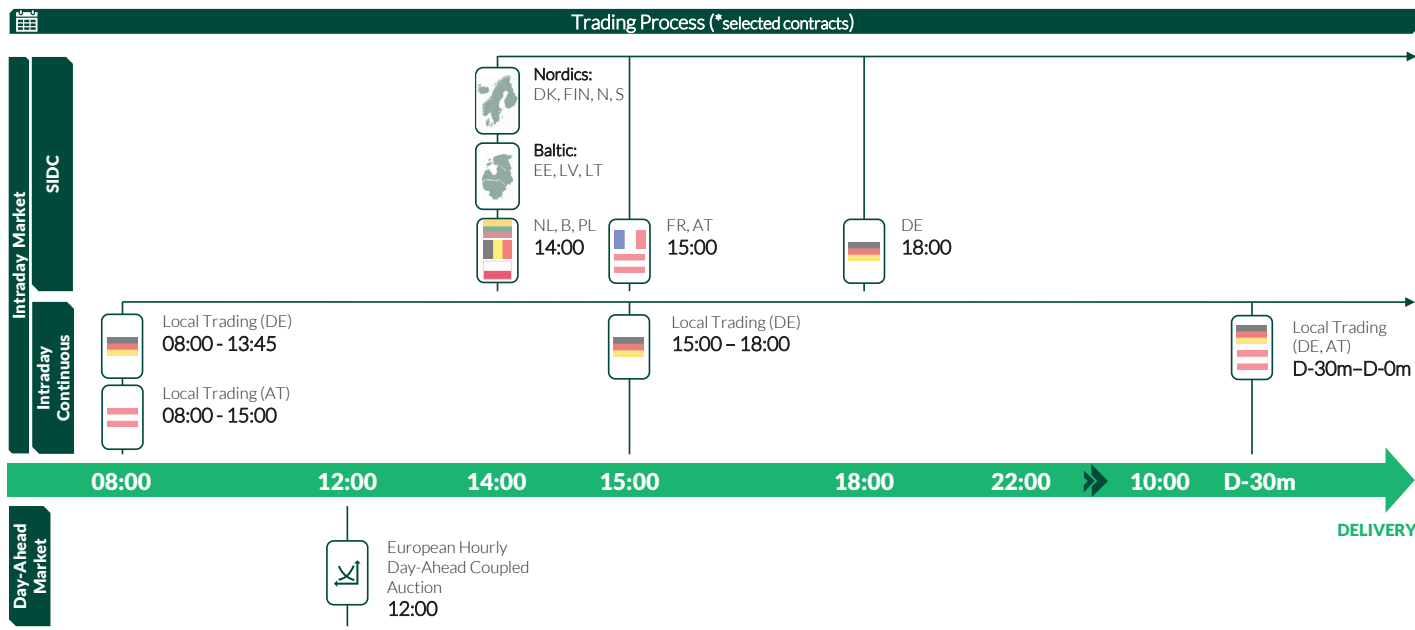 Trading Process (*selected contracts)
Intraday Market
SIDC
Nordics:
DK, FIN, N, S
Baltic:
EE, LV, LT
NL, B, PL
14:00
FR, AT
15:00
DE
18:00
Intraday
Continuous
Local Trading (DE)
08:00 - 13:45
Local Trading (AT)
08:00 - 15:00
Local Trading (DE)
15:00 – 18:00
Local Trading
(DE, AT)
D-30m–D-0m
08:00
12:00
14:00
15:00
18:00
22:00
10:00
D-30m
DELIVERY
Day-Ahead
Market
European Hourly
Day-Ahead Coupled
Auction
12:00